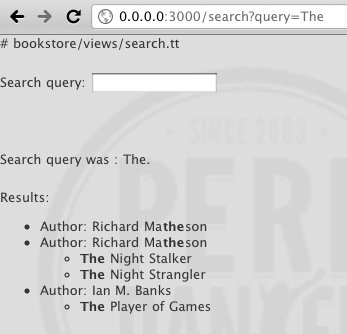 0.0.0.0:3000/search?query=The
# bookstore/views/search.tt
Search query:
Search query was : The.
Results:
Author: Richard Matheson
Author: Richard Matheson
The Night Stalker
The Night Strangler
Author: Ian M. Banks
The Player of Games
SINCE 2009
PERL
DANCER